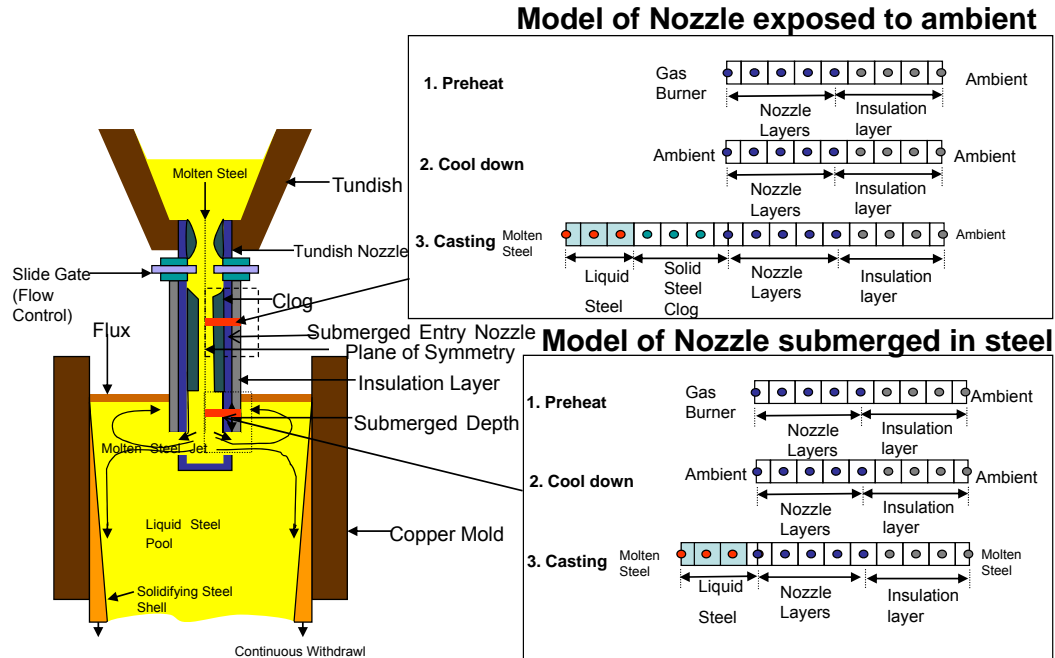 Model of Nozzle exposed to ambient
1. Preheat
Gas
Burner
Ambient
Nozzle
Layers
Insulation
layer
2. Cool down
Ambient
Ambient
Nozzle
Layers
Insulation
layer
3. Casting
Molten
Steel
Ambient
Liquid
Steel
Solid
Steel
Clog
Nozzle
Layers
Insulation
layer
Molten Steel
Tundish
Tundish Nozzle
Slide Gate
(Flow
Control)
Clog
Flux
Submerged Entry Nozzle
Plane of Symmetry
Insulation Layer
Submerged Depth
Molten Steel Jet
Liquid Steel
Pool
Copper Mold
Solidifying Steel
Shell
Continuous Withdrawl
Model of Nozzle submerged in steel
1. Preheat
Gas
Burner
Ambient
Nozzle
Layers
Insulation
layer
2. Cool down
Ambient
Ambient
Nozzle
Layers
Insulation
layer
3. Casting
Molten
Steel
Molten
Steel
Liquid
Steel
Nozzle
Layers
Insulation
layer